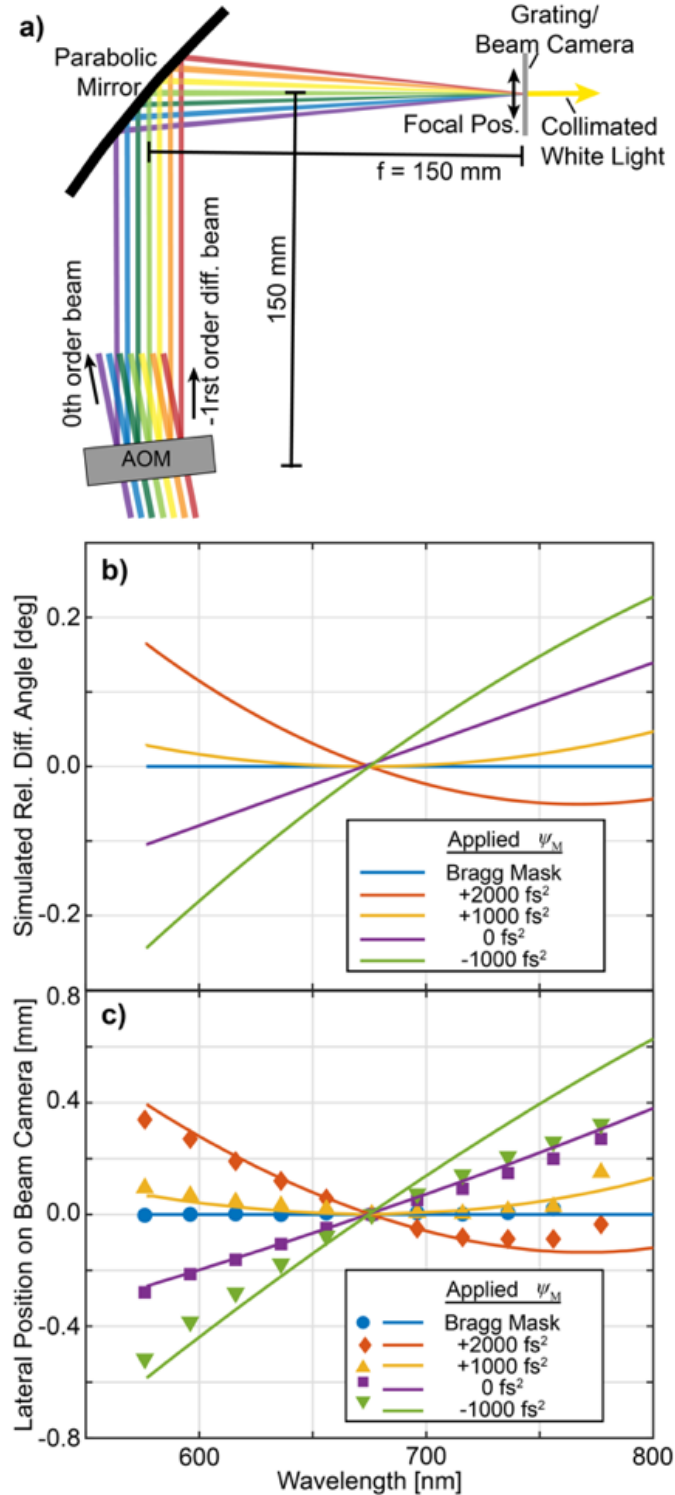 a)
Grating/
Beam Camera
Parabolic
Mirror
Focal Pos.
Collimated
White Light
f = 150 mm
150 mm
0th order beam
-1rst order diff. beam
AOM
b)
Simulated Rel. Diff. Angle [deg]
0.2
0.0
-0.2
Applied ψM
Bragg Mask
+2000 fs²
+1000 fs²
0 fs²
-1000 fs²
c)
Lateral Position on Beam Camera [mm]
0.8
0.4
0.0
-0.4
-0.8
Applied ψM
Bragg Mask
+2000 fs²
+1000 fs²
0 fs²
-1000 fs²
600 700 800
Wavelength [nm]